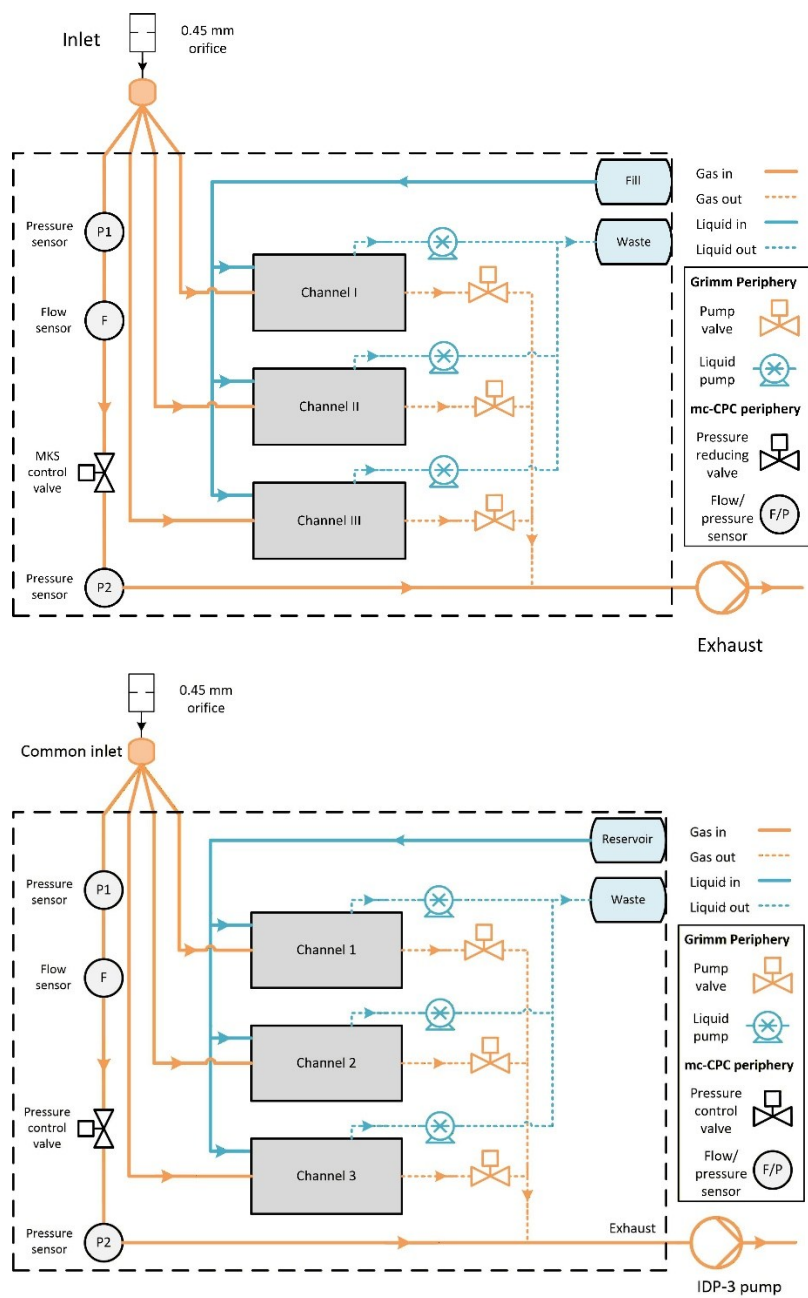 Inlet
0.45 mm
orifice
Fill
Gas in
Gas out
Liquid in
Liquid out
Waste
Pressure
sensor
P1
Channel I
Flow
sensor
F
Grimm Periphery
Pump
valve
Liquid
pump
Channel II
mc-CPC periphery
Pressure
reducing
valve
MKS
control
valve
Channel III
Flow/
pressure
sensor
F/P
Pressure
sensor
P2
Exhaust
0.45 mm
orifice
Common inlet
Reservoir
Gas in
Gas out
Liquid in
Liquid out
Waste
Pressure
sensor
P1
Channel 1
Flow
sensor
F
Grimm Periphery
Pump
valve
Liquid
pump
Channel 2
mc-CPC periphery
Pressure
control
valve
Pressure
control
valve
Channel 3
Flow/
pressure
sensor
F/P
Pressure
sensor
P2
Exhaust
IDP-3 pump